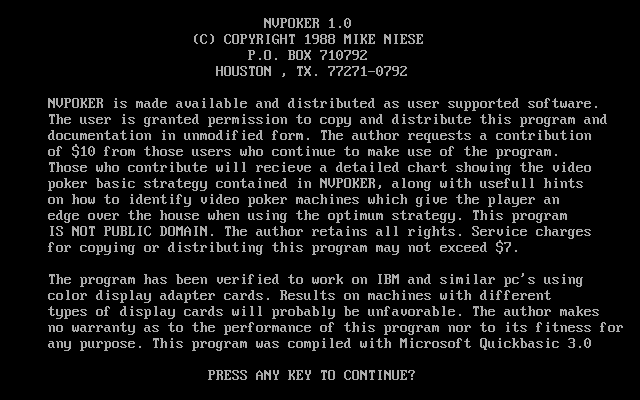 NVPOKER 1.0
(C) COPYRIGHT 1988 MIKE NIESE
P.O. BOX 710792
HOUSTON , TX. 77271-0792
NVPOKER is made available and distributed as user supported software.
The user is granted permission to copy and distribute this program and
documentation in unmodified form. The author requests a contribution
of $10 from those users who continue to make use of the program.
Those who contribute will recieve a detailed chart showing the video
poker basic strategy contained in NVPOKER, along with usefull hints
on how to identify video poker machines which give the player an
edge over the house when using the optimum strategy. This program
IS NOT PUBLIC DOMAIN. The author retains all rights. Service charges
for copying or distributing this program may not exceed $7.
The program has been verified to work on IBM and similar pc's using
color display adapter cards. Results on machines with different
types of display cards will probably be unfavorable. The author makes
no warranty as to the performance of this program nor to its fitness for
any purpose. This program was compiled with Microsoft Quickbasic 3.0
PRESS ANY KEY TO CONTINUE?